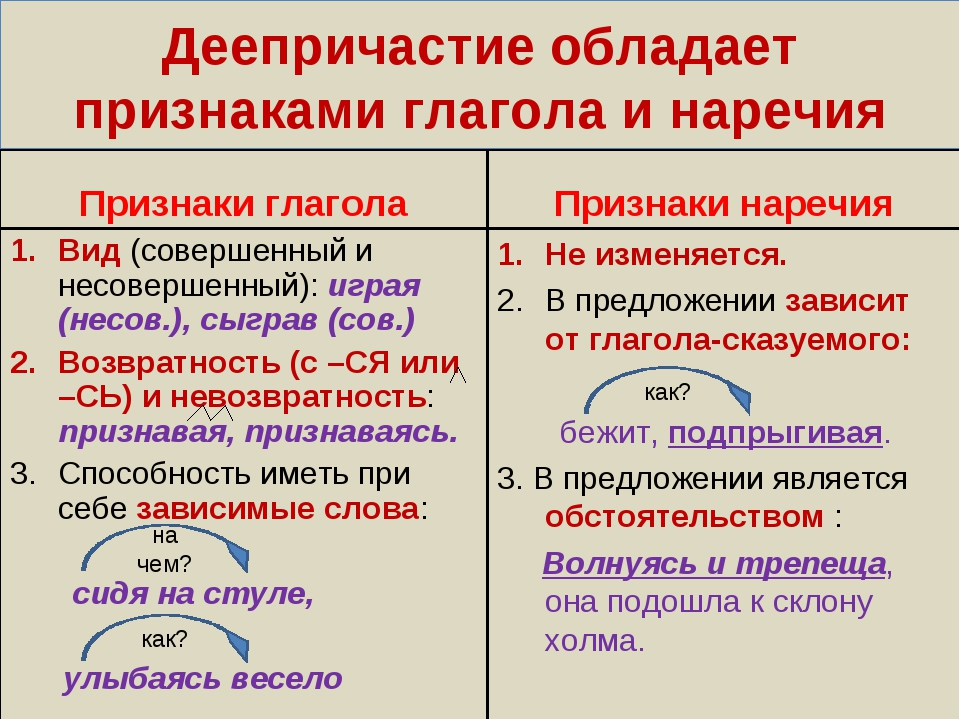 Деепричастие обладает
признаками глагола и наречия
Признаки глагола
1. Вид (совершенный и
несовершенный): играя
(несов.), сыграв (сов.)
2. Возвратность (с –СЯ или
–СЬ) и невозвратность:
признавая, признаваясь.
3. Способность иметь при
себе зависимые слова:
на
чем?
сидя на стуле,
как?
улыбаясь весело
Признаки наречия
1. Не изменяется.
2. В предложении зависит
от глагола-сказуемого:
как?
бежит, подпрыгивая.
3. В предложении является
обстоятельством :
Волнуясь и трепеща,
она подошла к склону
холма.